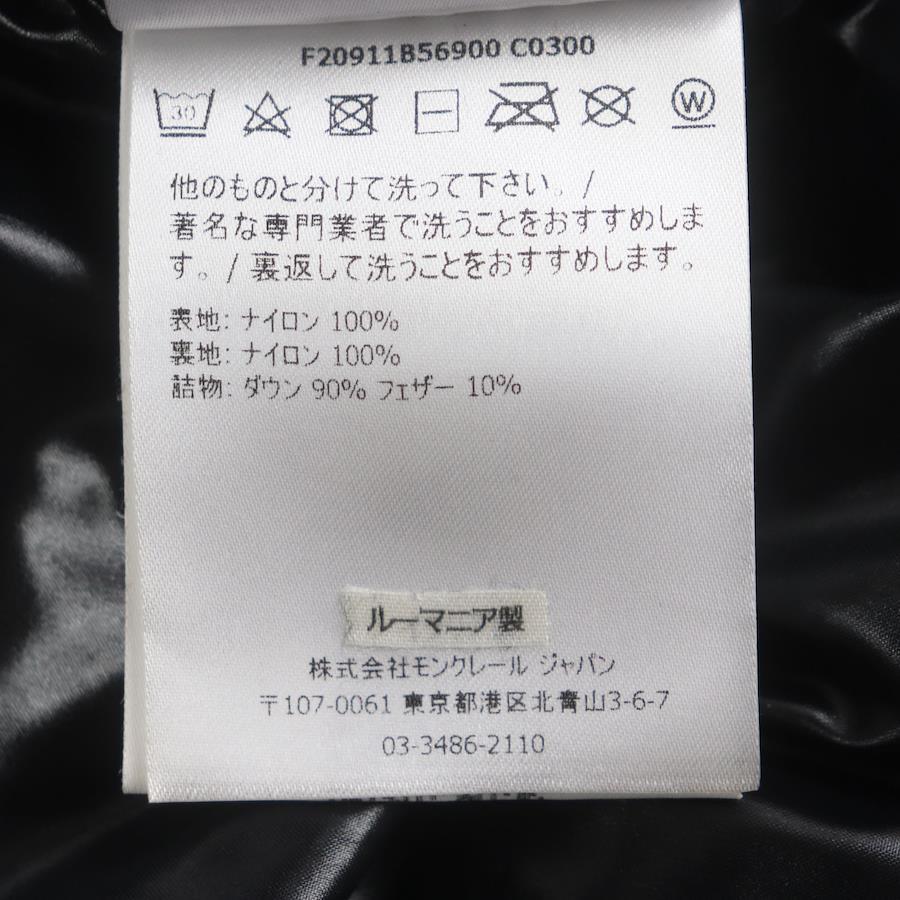 F20911B56900 C0300
30 W
他のものと分けて洗って下さい。/
著名な専門業者で洗うことをおすすめしま
す。/ 裏返して洗うことをおすすめします。
表地: ナイロン 100%
裏地: ナイロン 100%
詰物: ダウン 90% フェザー 10%
ルーマニア製
株式会社モンクレール ジャパン
〒107-0061 東京都港区北青山3-6-7
03-3486-2110